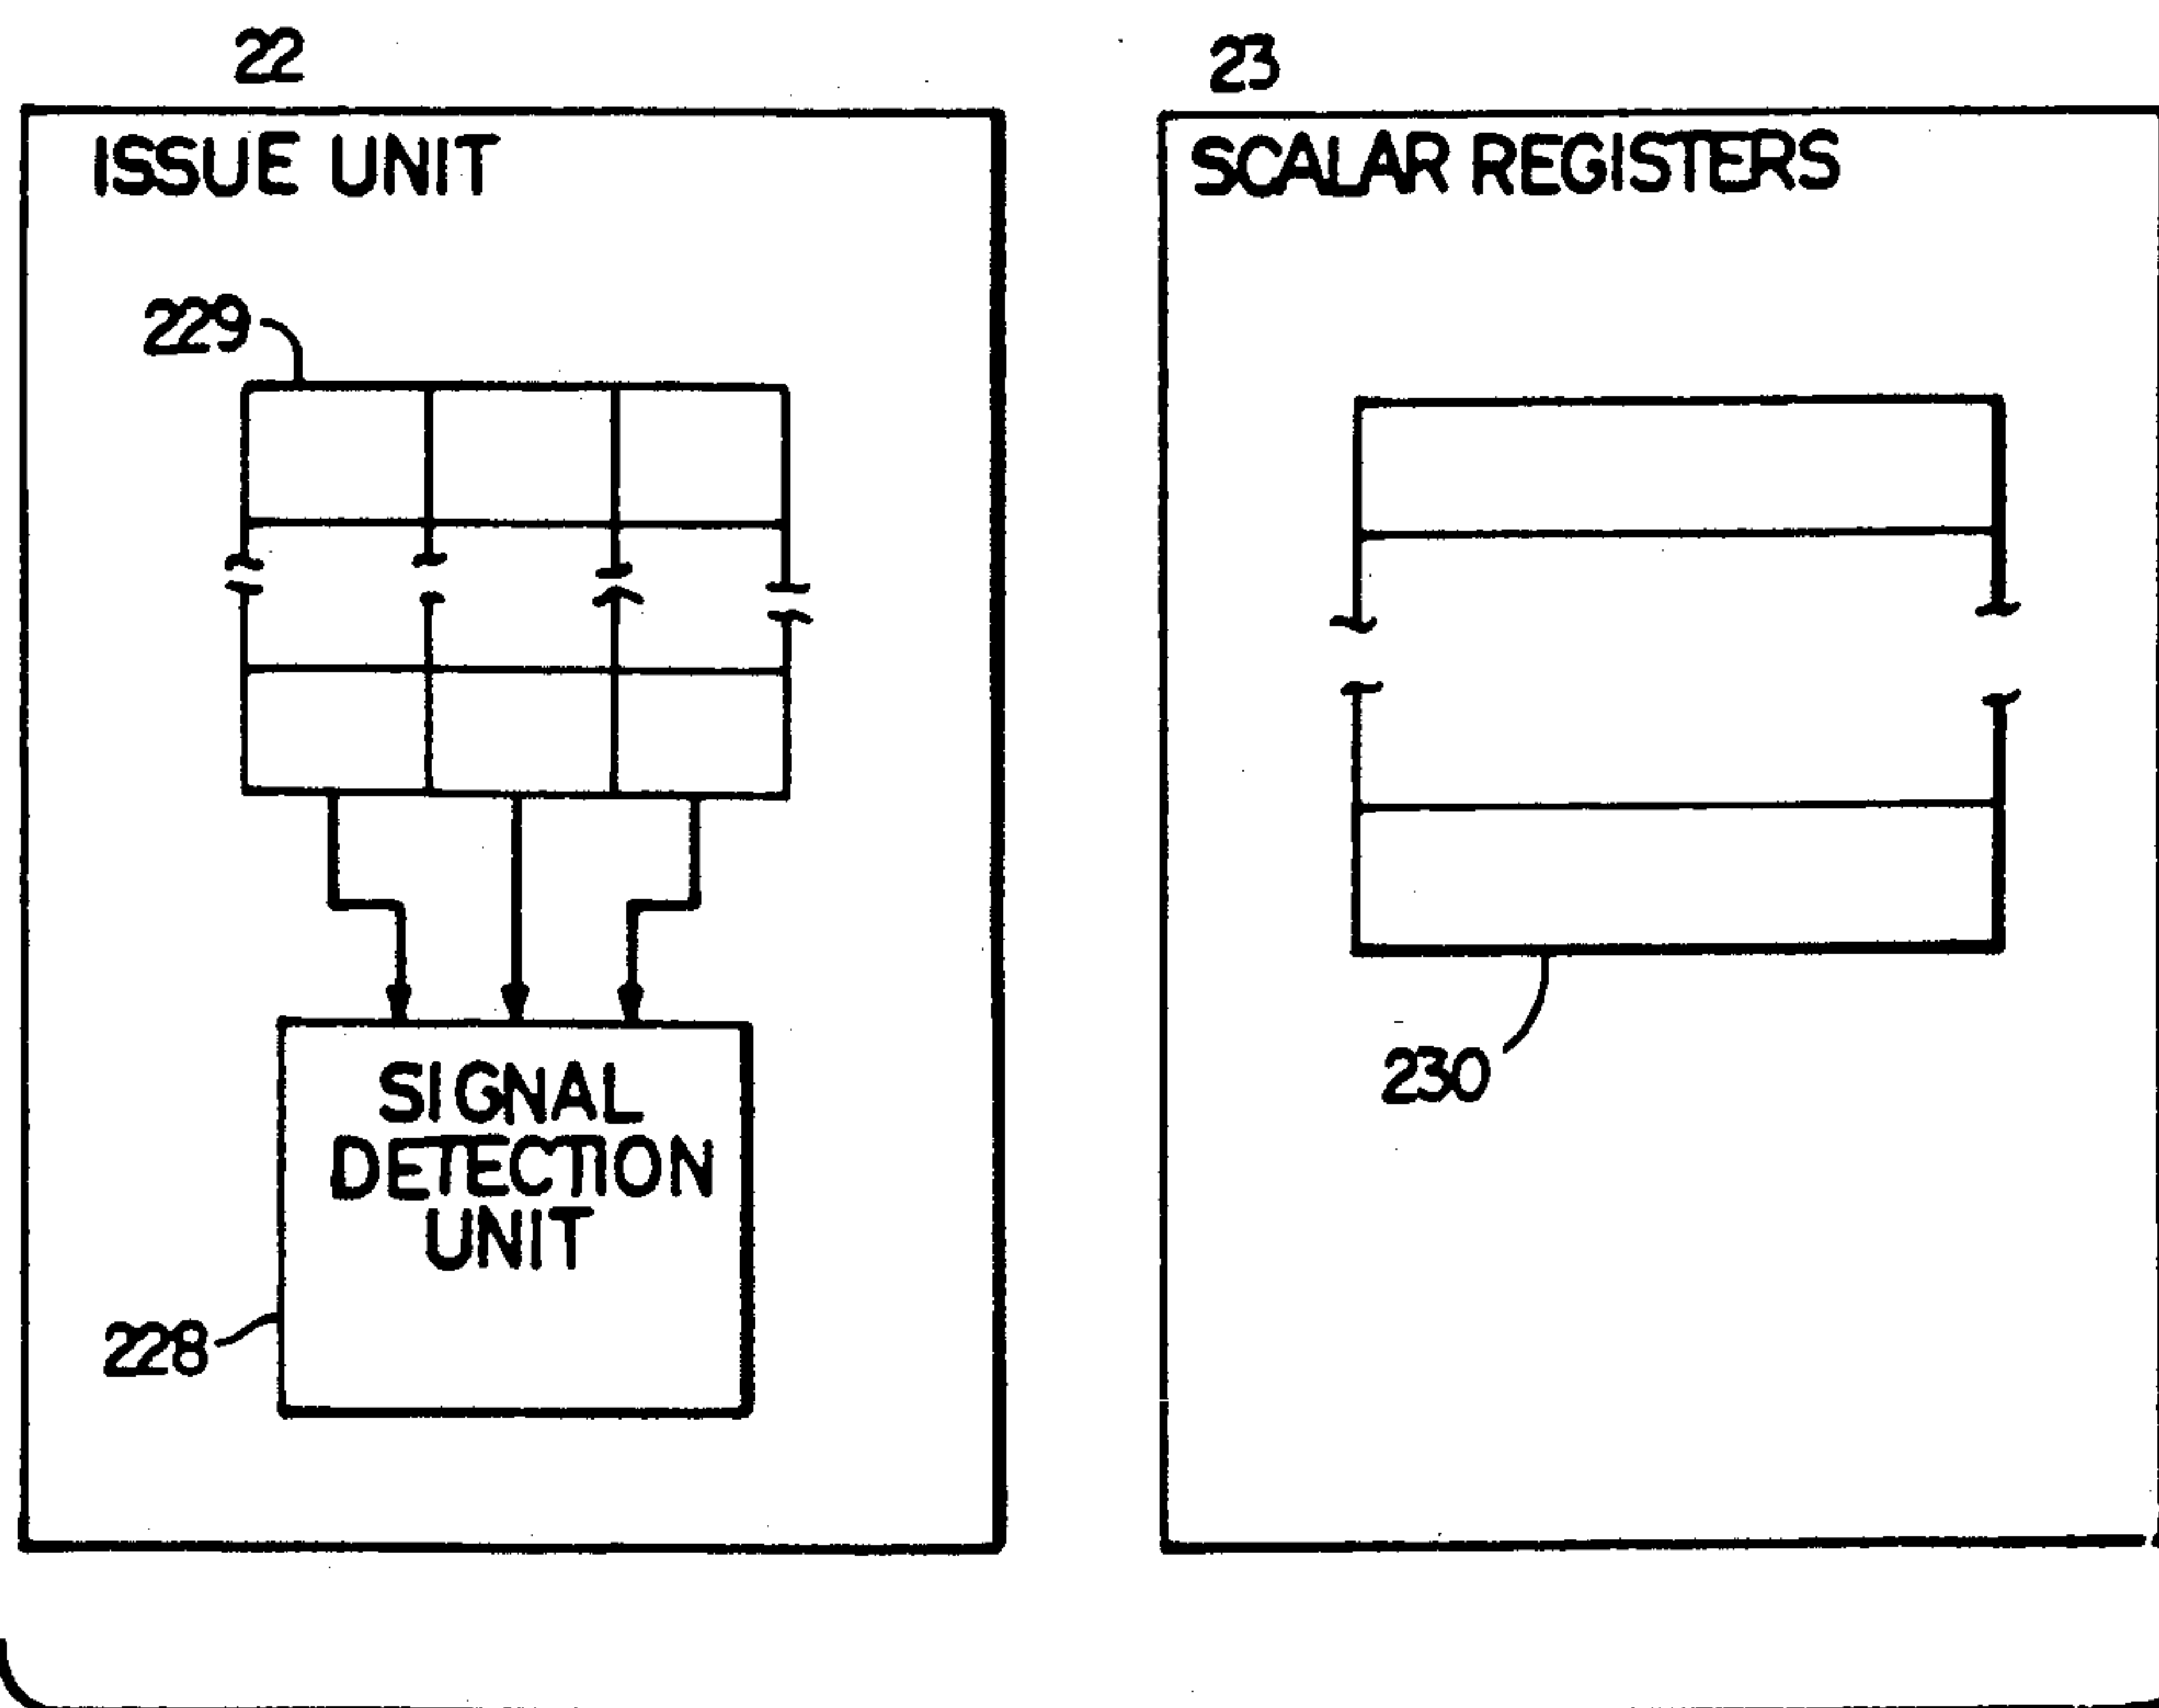 22
ISSUE UNIT
229
SIGNAL
DETECTION
UNIT
228
23
SCALAR REGISTERS
230